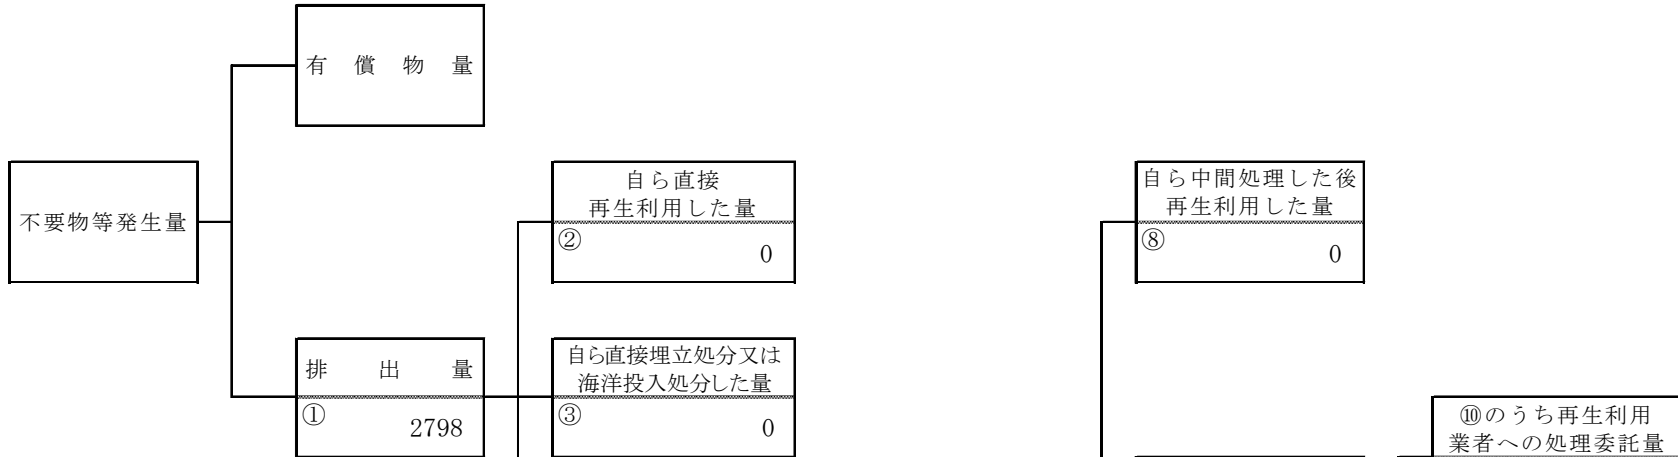 有償物量
不要物等発生量
自ら直接
再生利用した量
②
0
自ら中間処理した後
再生利用した量
⑧
0
排出量
①
2798
自ら直接埋立処分又は
海洋投入処分した量
③
0
⑩のうち再生利用
業者への処理委託量